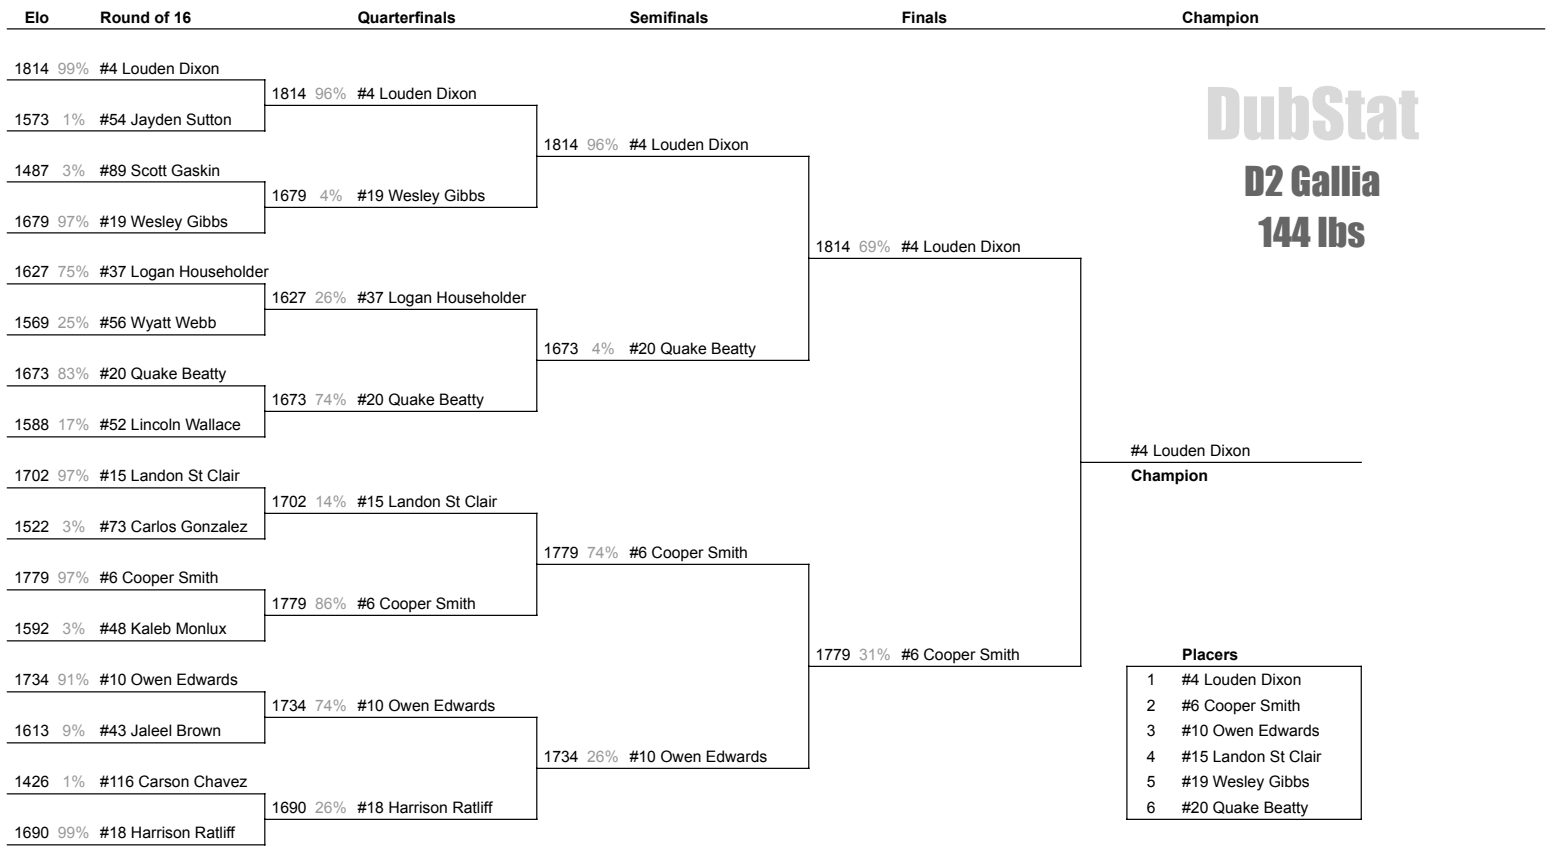 Elo Round of 16 Quarterfinals Semifinals Finals Champion
1814 99% #4 Louden Dixon
1814 96% #4 Louden Dixon
1573 1% #54 Jayden Sutton
1814 96% #4 Louden Dixon
1487 3% #89 Scott Gaskin
1679 4% #19 Wesley Gibbs
1679 97% #19 Wesley Gibbs
1814 69% #4 Louden Dixon
1627 75% #37 Logan Householder
1627 26% #37 Logan Householder
1569 25% #56 Wyatt Webb
1673 4% #20 Quake Beatty
1673 83% #20 Quake Beatty
1673 74% #20 Quake Beatty
1588 17% #52 Lincoln Wallace
#4 Louden Dixon
Champion
1702 97% #15 Landon St Clair
1702 14% #15 Landon St Clair
1522 3% #73 Carlos Gonzalez
1779 74% #6 Cooper Smith
1779 97% #6 Cooper Smith
1779 86% #6 Cooper Smith
1592 3% #48 Kaleb Monlux
1779 31% #6 Cooper Smith
1734 91% #10 Owen Edwards
1734 74% #10 Owen Edwards
1613 9% #43 Jaleel Brown
1734 26% #10 Owen Edwards
1426 1% #116 Carson Chavez
1690 26% #18 Harrison Ratliff
1690 99% #18 Harrison Ratliff
DubStat
D2 Gallia
144 lbs
Placers
1 #4 Louden Dixon
2 #6 Cooper Smith
3 #10 Owen Edwards
4 #15 Landon St Clair
5 #19 Wesley Gibbs
6 #20 Quake Beatty